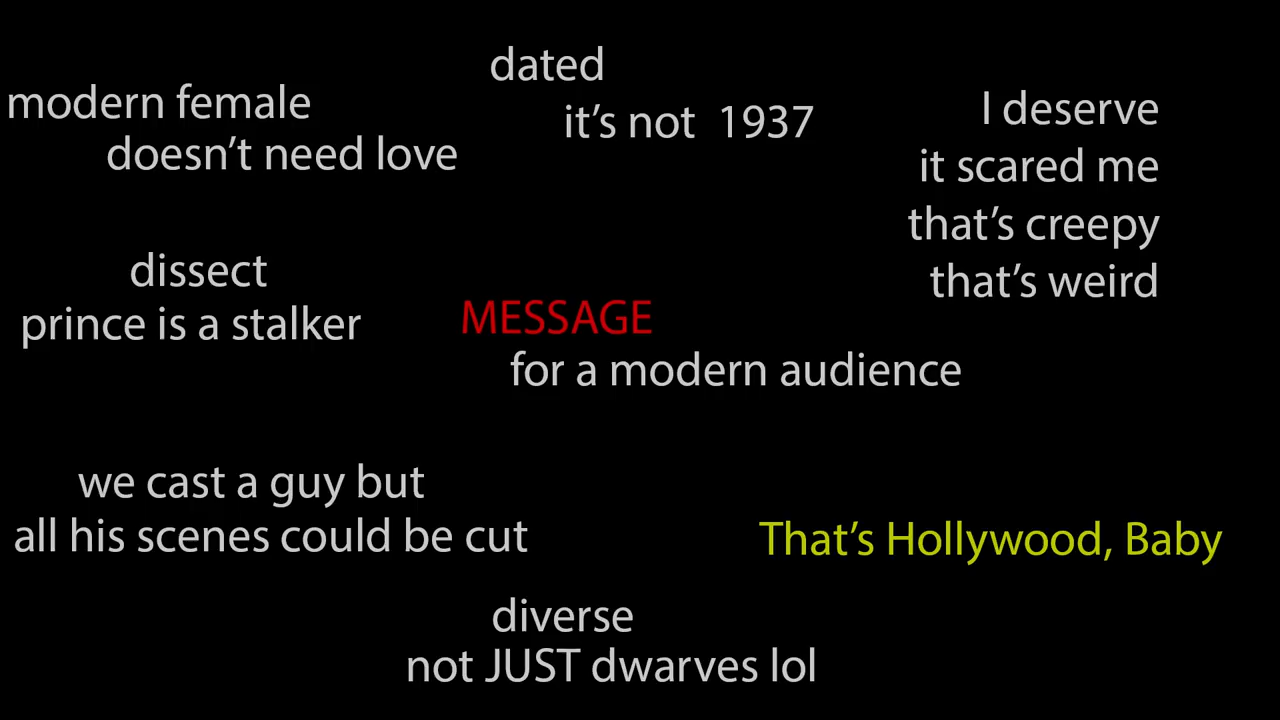 dated
modern female
doesn’t need love
it’s not 1937
I deserve
it scared me
that’s creepy
that’s weird
dissect
prince is a stalker
MESSAGE
for a modern audience
we cast a guy but
all his scenes could be cut
That’s Hollywood, Baby
diverse
not JUST dwarves lol